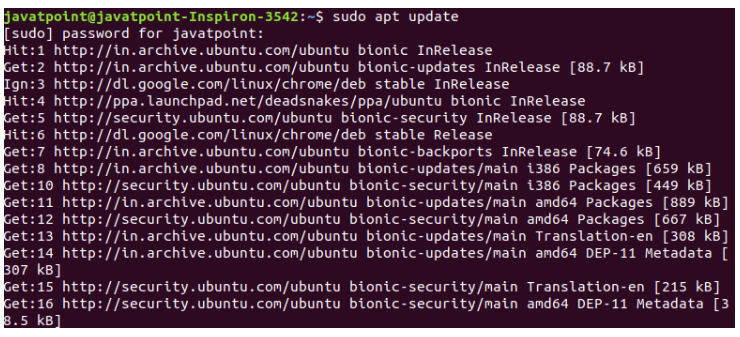 javatpoint@javatpoint-Inspiron-3542:~$ sudo apt update
[sudo] password for javatpoint:
Hit:1 http://in.archive.ubuntu.com/ubuntu bionic InRelease
Get:2 http://in.archive.ubuntu.com/ubuntu bionic-updates InRelease [88.7 kB]
Ign:3 http://dl.google.com/linux/chrome/deb stable InRelease
Hit:4 http://ppa.launchpad.net/deadsnakes/ppa/ubuntu bionic InRelease
Get:5 http://security.ubuntu.com/ubuntu bionic-security InRelease [88.7 kB]
Hit:6 http://dl.google.com/linux/chrome/deb stable Release
Get:7 http://in.archive.ubuntu.com/ubuntu bionic-backports InRelease [74.6 kB]
Get:8 http://in.archive.ubuntu.com/ubuntu bionic-updates/main i386 Packages [659 kB]
Get:10 http://security.ubuntu.com/ubuntu bionic-security/main i386 Packages [449 kB]
Get:11 http://in.archive.ubuntu.com/ubuntu bionic-updates/main amd64 Packages [889 kB]
Get:12 http://security.ubuntu.com/ubuntu bionic-security/main amd64 Packages [667 kB]
Get:13 http://in.archive.ubuntu.com/ubuntu bionic-updates/main Translation-en [308 kB]
Get:14 http://in.archive.ubuntu.com/ubuntu bionic-updates/main amd64 DEP-11 Metadata [
307 kB]
Get:15 http://security.ubuntu.com/ubuntu bionic-security/main Translation-en [215 kB]
Get:16 http://security.ubuntu.com/ubuntu bionic-security/main amd64 DEP-11 Metadata [3
8.5 kB]